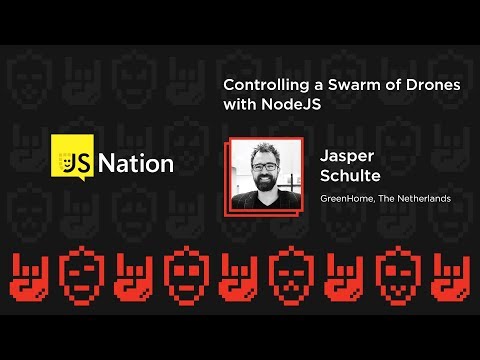 Controlling a Swarm of Drones
with NodeJS
JS Nation
Jasper
Schulte
GreenHome, The Netherlands